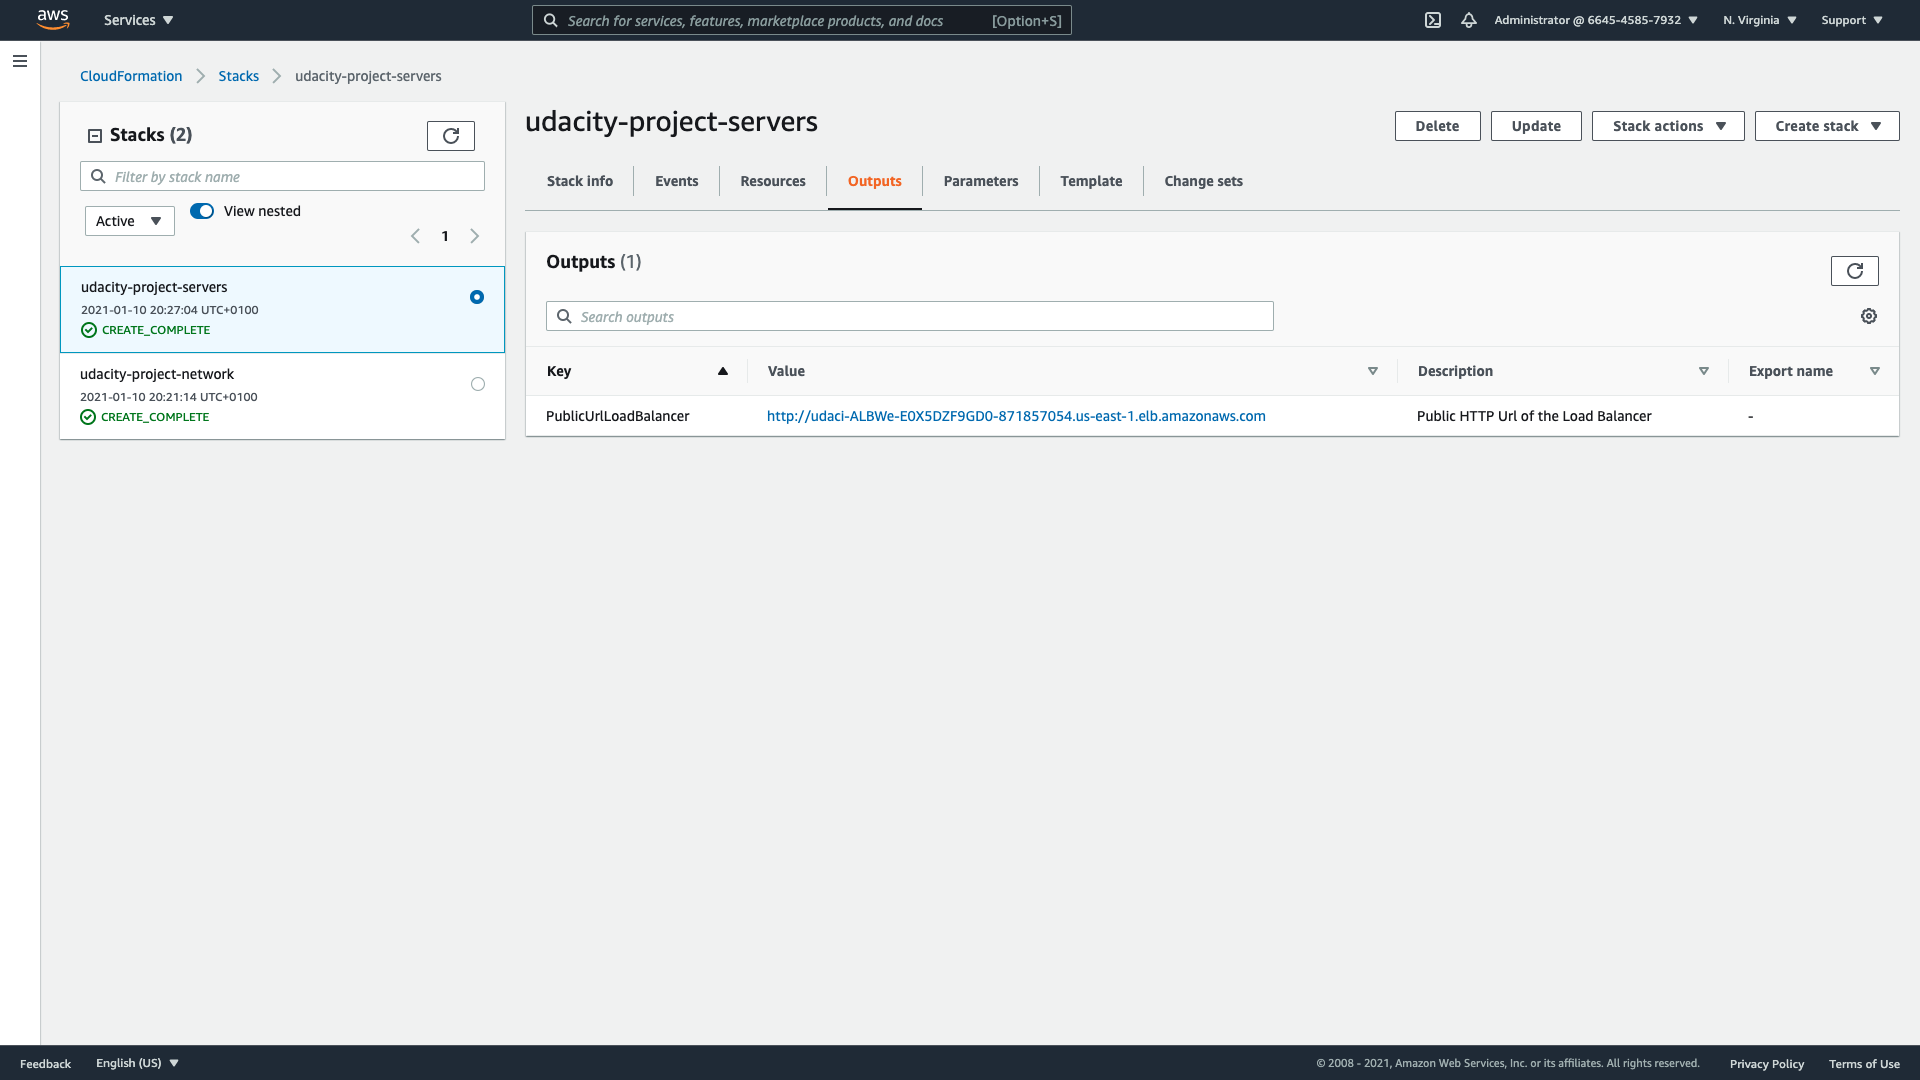 aws
Services
Search for services, features, marketplace products, and docs
[Option+S]
Administrator @ 6645-4585-7932
N. Virginia
Support
CloudFormation
Stacks
udacity-project-servers
Stacks (2)
Filter by stack name
Active
View nested
1
udacity-project-servers
2021-01-10 20:27:04 UTC+0100
CREATE_COMPLETE
udacity-project-network
2021-01-10 20:21:14 UTC+0100
CREATE_COMPLETE
udacity-project-servers
Delete
Update
Stack actions
Create stack
Stack info
Events
Resources
Outputs
Parameters
Template
Change sets
Outputs (1)
Search outputs
Key
Value
Description
Export name
PublicUrlLoadBalancer
http://udaci-ALBWe-E0X5DZF9GD0-871857054.us-east-1.elb.amazonaws.com
Public HTTP Url of the Load Balancer
-
Feedback
English (US)
© 2008 - 2021, Amazon Web Services, Inc. or its affiliates. All rights reserved.
Privacy Policy
Terms of Use